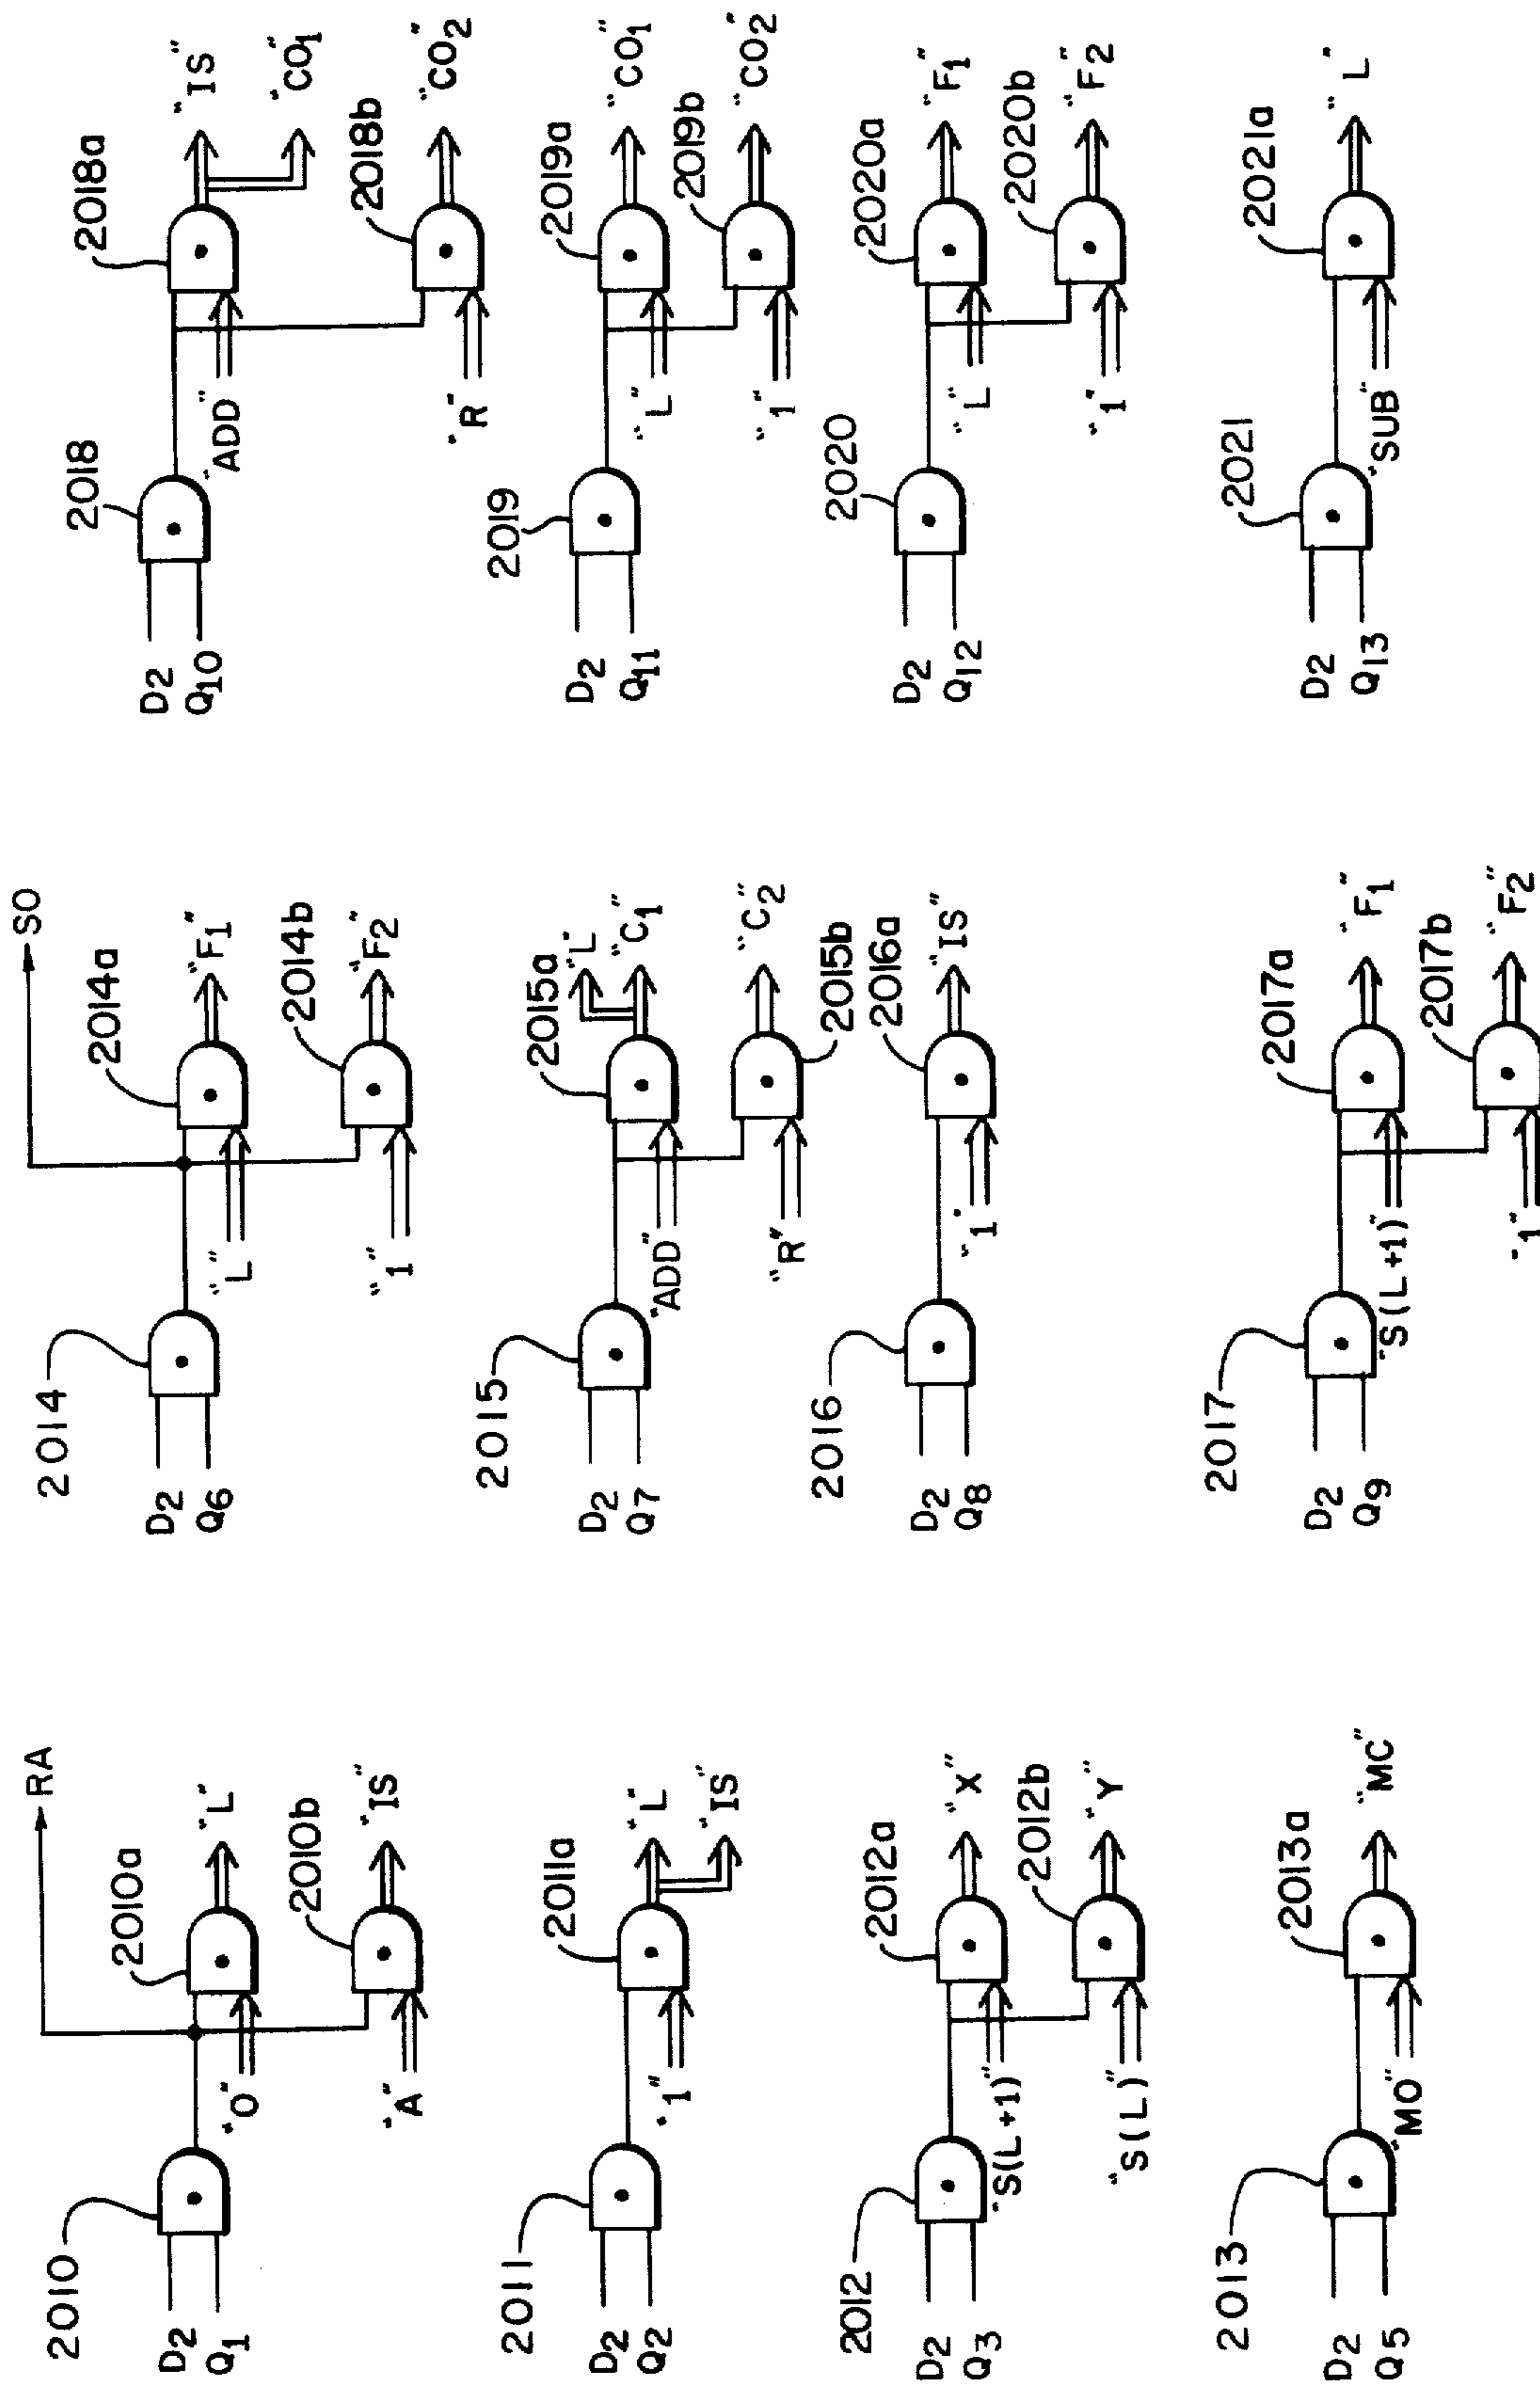 2010
D2
Q1
RA
2010a
"L"
"0"
2010b
"IS"
"A"
2011
D2
Q2
2011a
"L"
"IS"
"1"
2012
D2
Q3
2012a
"X"
"S(L+1)"
2012b
"Y"
"S(L)"
2013
D2
Q5
2013a
"MC"
"MO"
2014
D2
Q6
SO
2014a
"F1"
"L"
2014b
"F2"
"1"
2015
D2
Q7
2015a
"L"
"C1"
"ADD"
"C2"
2015b
"R"
2016
D2
Q8
2016a
"IS"
"1"
2017
D2
Q9
2017a
"F1"
"S(L+1)"
2017b
"F2"
"1"
2018
D2
Q10
2018a
"IS"
"CO1"
"ADD"
2018b
"CO2"
"R"
2019
D2
Q11
2019a
"CO1"
"L"
2019b
"CO2"
"1"
2020
D2
Q12
2020a
"F1"
"L"
2020b
"F2"
"1"
2021
D2
Q13
2021a
"L"
"SUB"